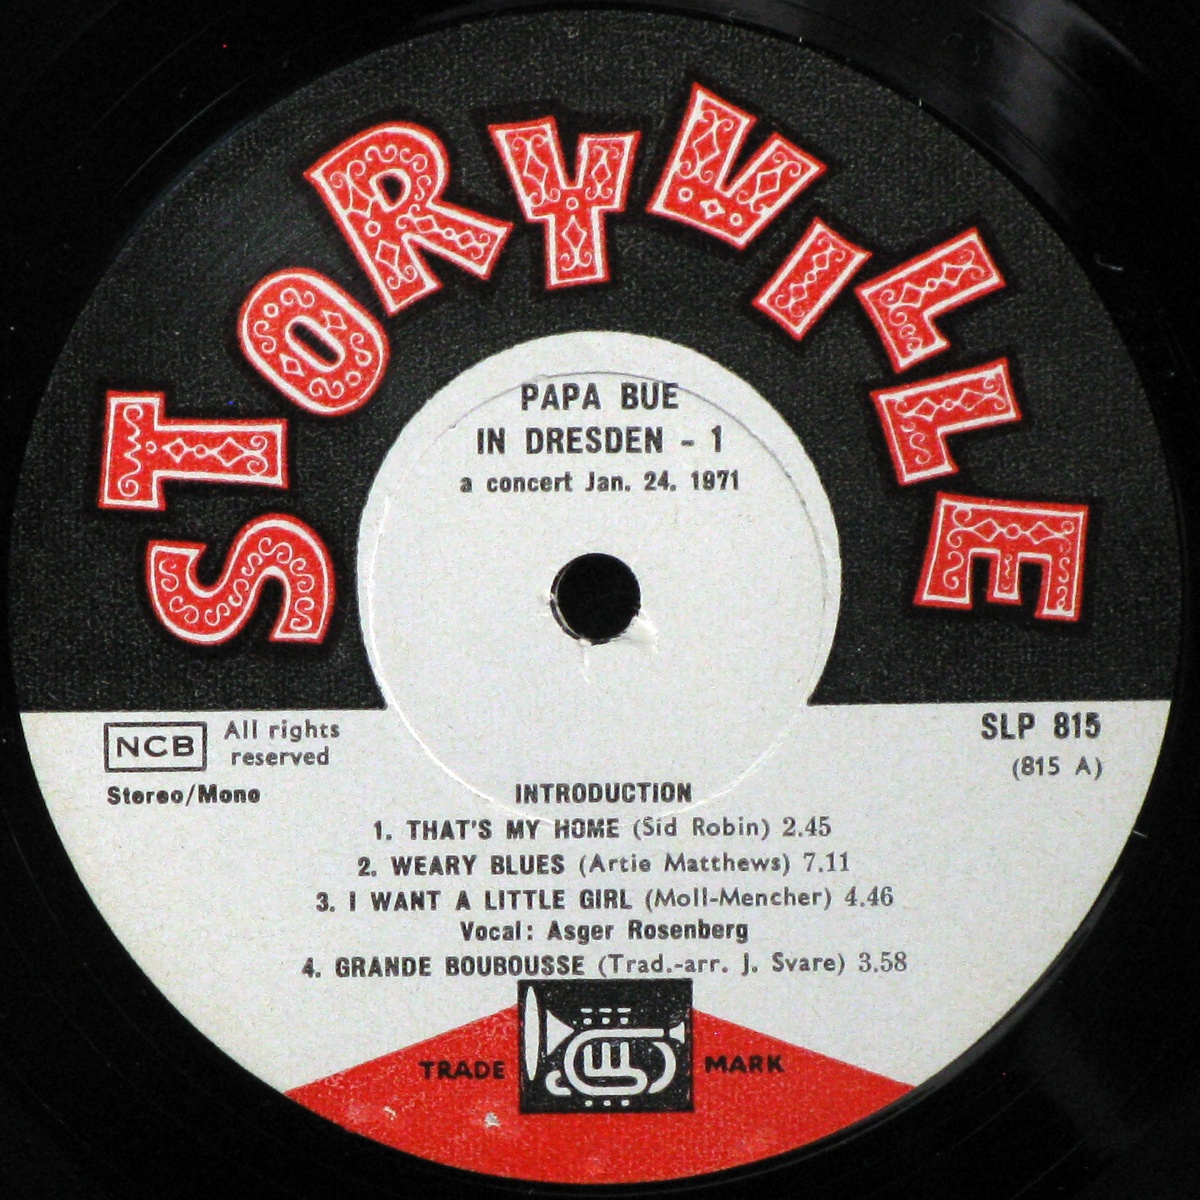 STORYVILLE
PAPA BUE
IN DRESDEN - 1
a concert Jan. 24. 1971
NCB
All rights
reserved
Stereo/Mono
SLP 815
(815 A)
INTRODUCTION
1. THAT'S MY HOME (Sid Robin) 2.45
2. WEARY BLUES (Artie Matthews) 7.11
3. I WANT A LITTLE GIRL (Moll-Mencher) 4.46
Vocal: Asger Rosenberg
4. GRANDE BOUBOUSSE (Trad.-arr. J. Svare) 3.58
TRADE MARK